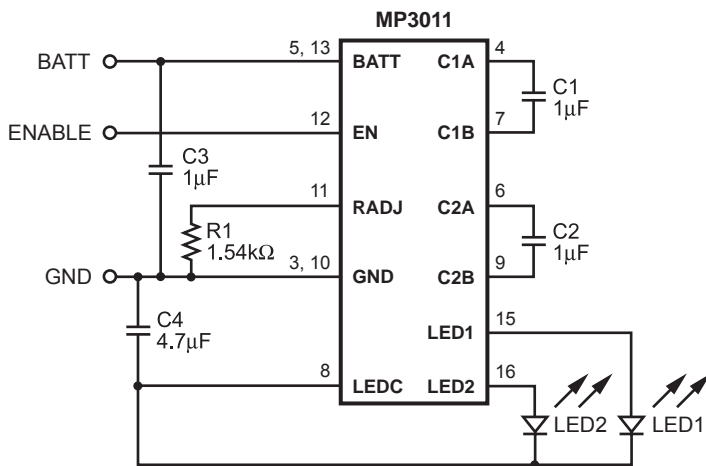 MP3011
BATT
5, 13
BATT
C1A
4
C1
1µF
ENABLE
12
EN
C1B
7
C3
1µF
11
RADJ
C2A
6
R1
1.54kΩ
C2
1µF
GND
3, 10
GND
C2B
9
C4
4.7µF
LED1
15
8
LEDC
LED2
16
LED2
LED1